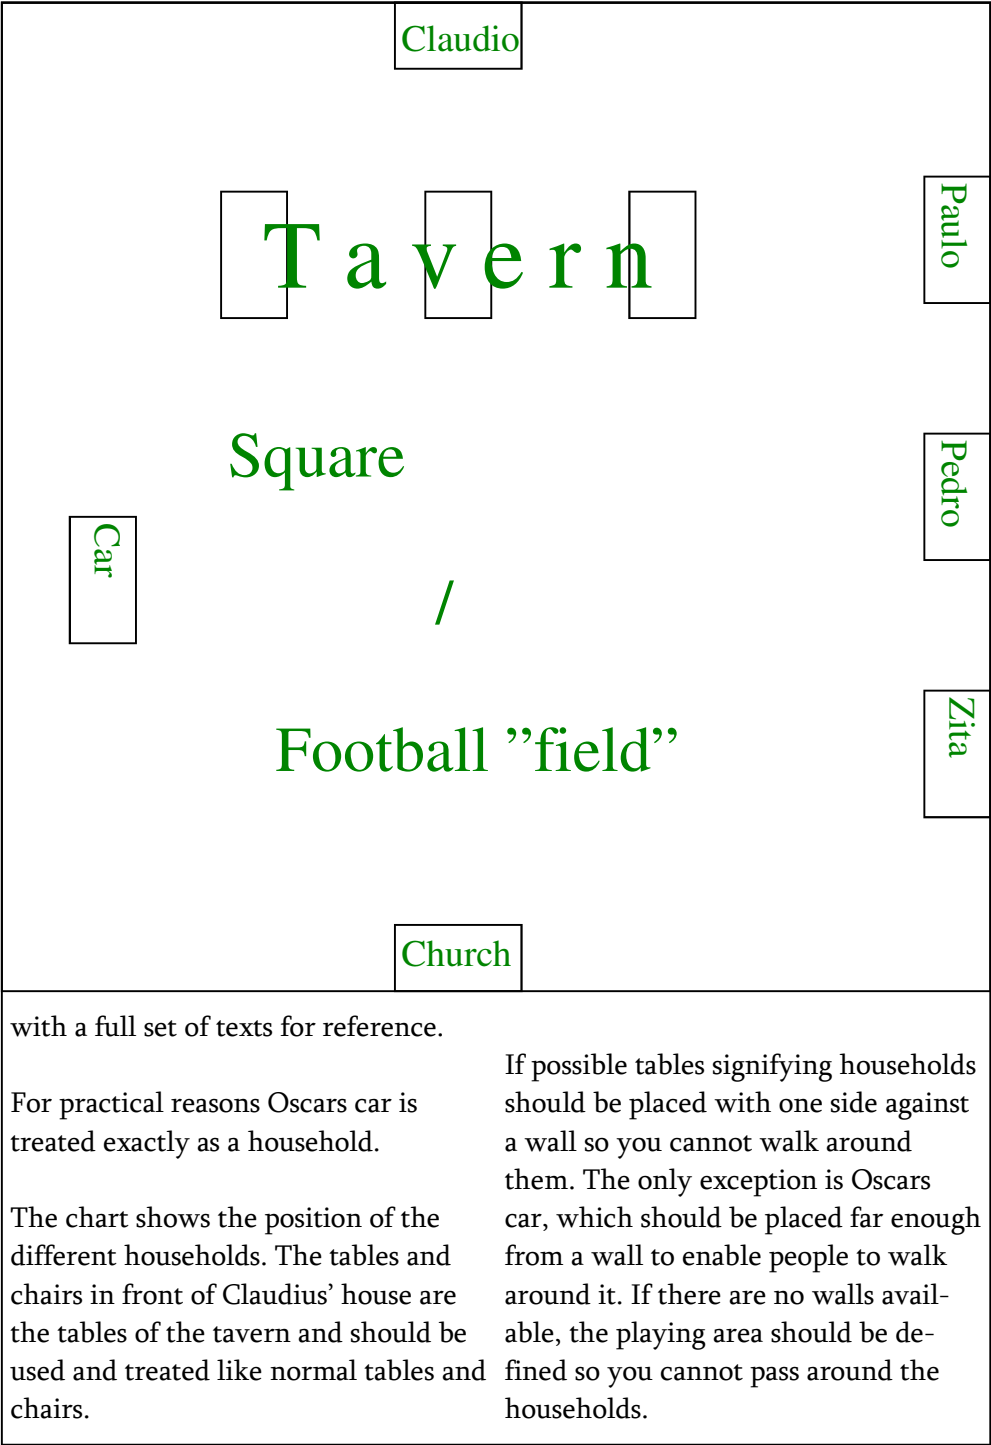 Claudio
Paulo
T a v e r n
Square
Pedro
Car
/
Football ”field”
Zita
Church
with a full set of texts for reference.
For practical reasons Oscars car is
treated exactly as a household.
The chart shows the position of the
different households. The tables and
chairs in front of Claudius’ house are
the tables of the tavern and should be
used and treated like normal tables and
chairs.
If possible tables signifying households
should be placed with one side against
a wall so you cannot walk around
them. The only exception is Oscars
car, which should be placed far enough
from a wall to enable people to walk
around it. If there are no walls avail-
able, the playing area should be de-
fined so you cannot pass around the
households.